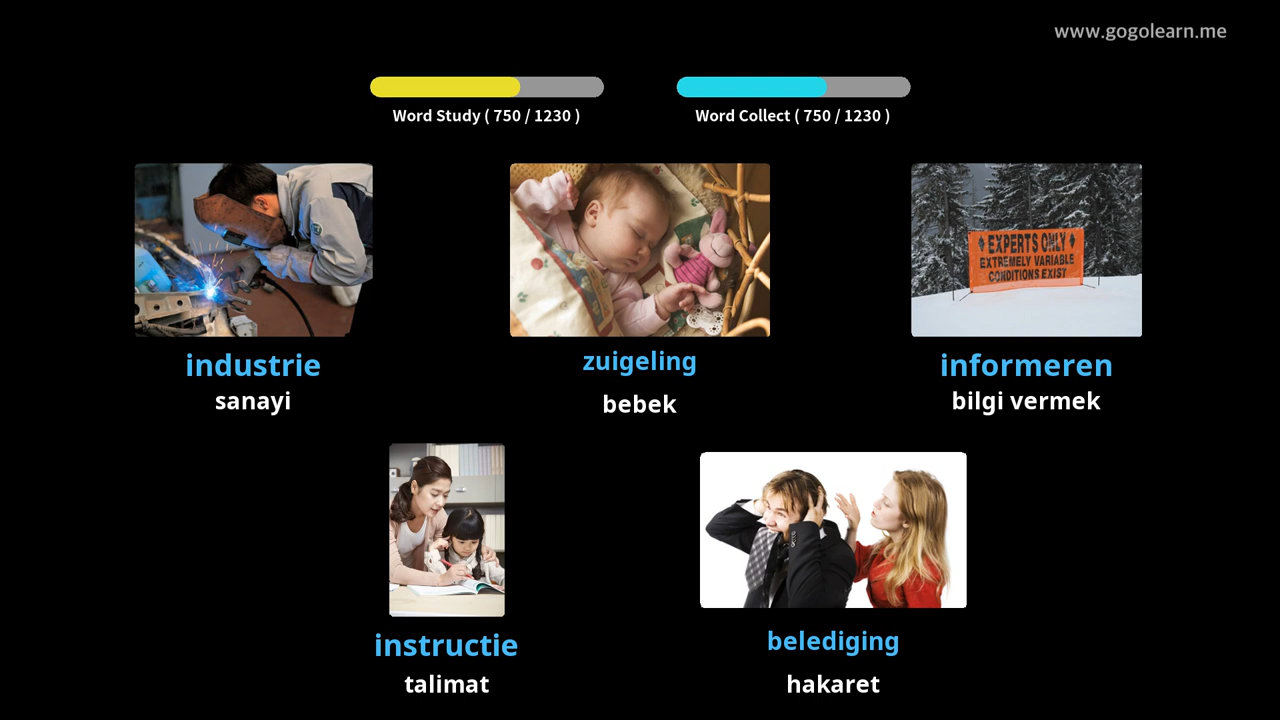 www.gogolearn.me
Word Study ( 750 / 1230 )
Word Collect ( 750 / 1230 )
EXPERTS ONLY
EXTREMELY VARIABLE
CONDITIONS EXIST
industrie
sanayi
zuigeling
bebek
informeren
bilgi vermek
instructie
talimat
belediging
hakaret